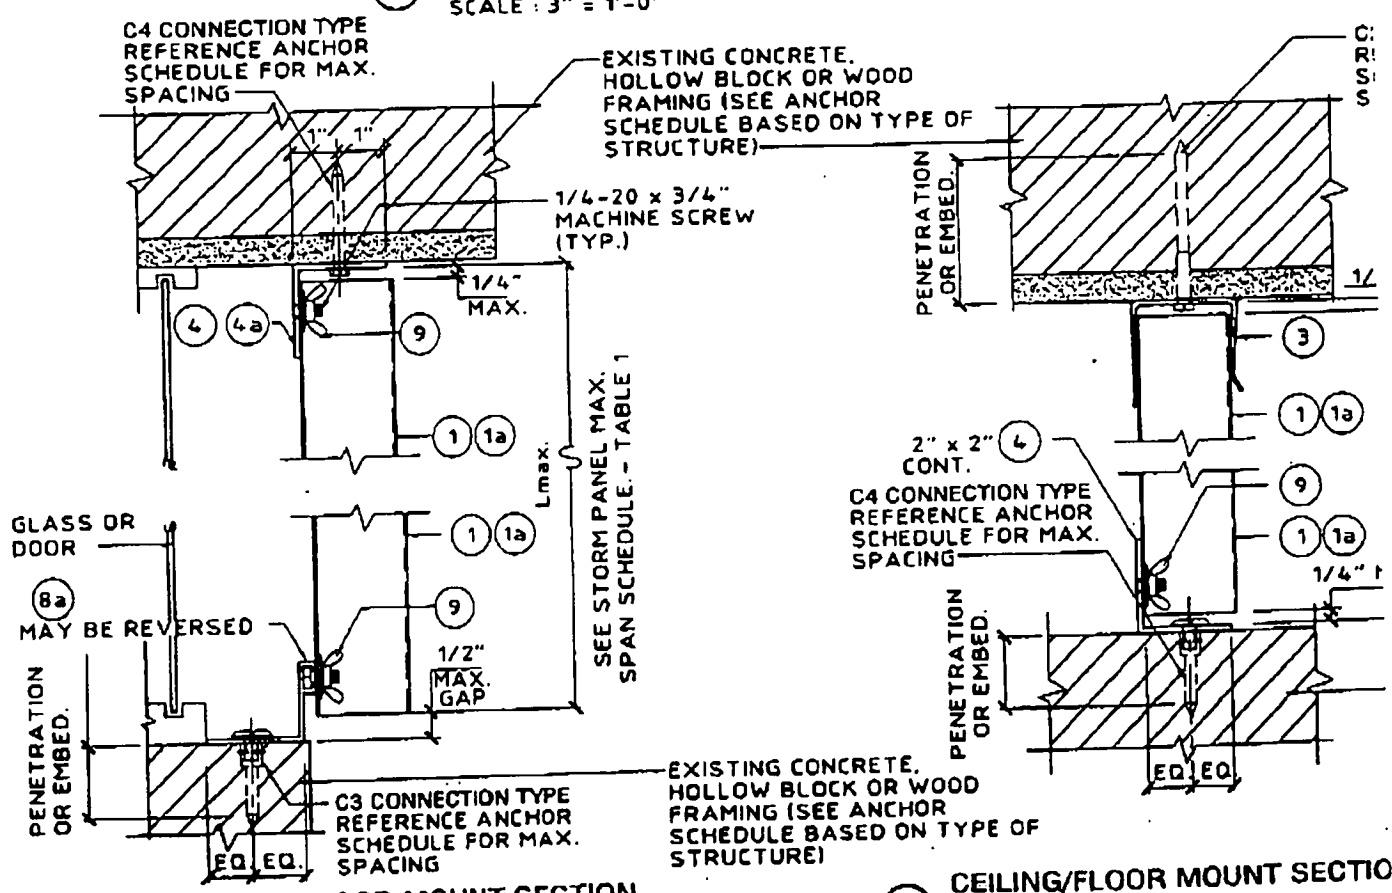 SCALE : 3" = 1'-0"
C4 CONNECTION TYPE
REFERENCE ANCHOR
SCHEDULE FOR MAX.
SPACING
EXISTING CONCRETE,
HOLLOW BLOCK OR WOOD
FRAMING (SEE ANCHOR
SCHEDULE BASED ON TYPE OF
STRUCTURE)
1" 1"
1/4-20 x 3/4"
MACHINE SCREW
(TYP.)
1/4"
MAX.
4 4a
9
1 1a
Lmax.
SEE STORM PANEL MAX.
SPAN SCHEDULE. - TABLE 1
GLASS OR
DOOR
1 1a
8a
MAY BE REVERSED
9
1/2"
MAX.
GAP
PENETRATION
OR EMBED.
EQ. EQ.
C3 CONNECTION TYPE
REFERENCE ANCHOR
SCHEDULE FOR MAX.
SPACING
EXISTING CONCRETE,
HOLLOW BLOCK OR WOOD
FRAMING (SEE ANCHOR
SCHEDULE BASED ON TYPE OF
STRUCTURE)
MOUNT SECTION
PENETRATION
OR EMBED.
3
1 1a
2" x 2" 4
CONT.
C4 CONNECTION TYPE
REFERENCE ANCHOR
SCHEDULE FOR MAX.
SPACING
9
1 1a
1/4"
PENETRATION
OR EMBED.
EQ. EQ.
CEILING/FLOOR MOUNT SECTIO